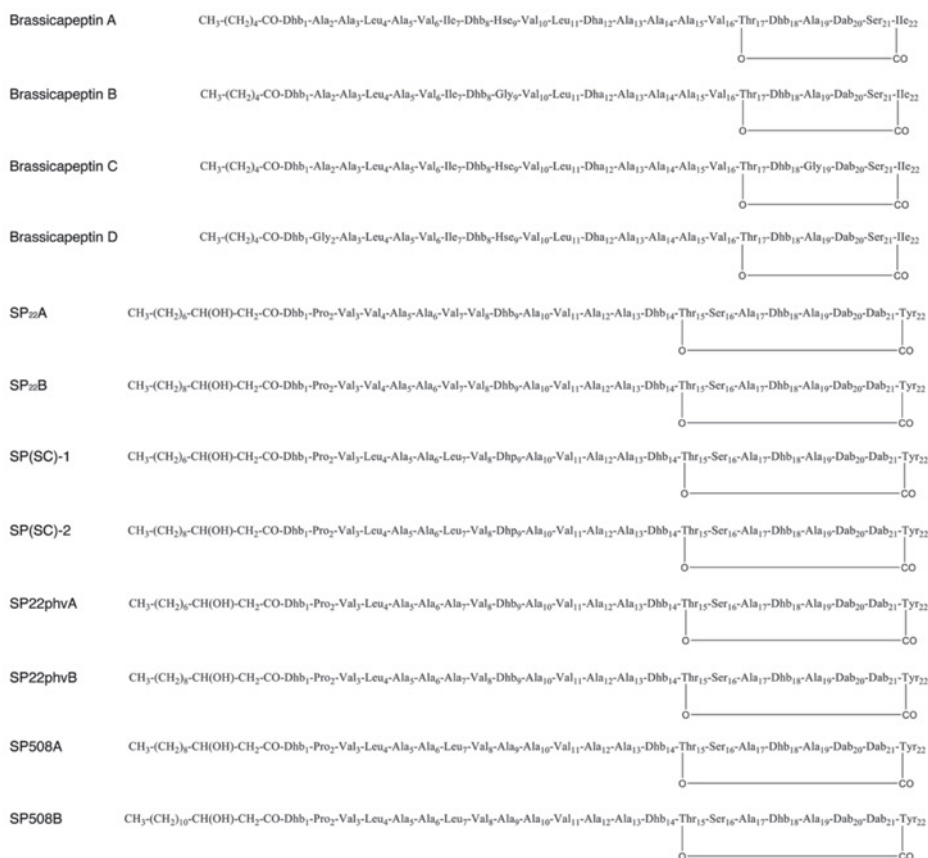 Brassicapeptin A CH₃-(CH₂)₄-CO-Dhb₁-Ala₂-Ala₃-Leu₄-Ala₅-Val₆-Ile₇-Dhb₈-Hse₉-Val₁₀-Leu₁₁-Dha₁₂-Ala₁₃-Ala₁₄-Ala₁₅-Val₁₆-Thr₁₇-Dhb₁₈-Ala₁₉-Dab₂₀-Ser₂₁-Ile₂₂
O CO
Brassicapeptin B CH₃-(CH₂)₄-CO-Dhb₁-Ala₂-Ala₃-Leu₄-Ala₅-Val₆-Ile₇-Dhb₈-Gly₉-Val₁₀-Leu₁₁-Dha₁₂-Ala₁₃-Ala₁₄-Ala₁₅-Val₁₆-Thr₁₇-Dhb₁₈-Ala₁₉-Dab₂₀-Ser₂₁-Ile₂₂
O CO
Brassicapeptin C CH₃-(CH₂)₄-CO-Dhb₁-Ala₂-Ala₃-Leu₄-Ala₅-Val₆-Ile₇-Dhb₈-Hse₉-Val₁₀-Leu₁₁-Dha₁₂-Ala₁₃-Ala₁₄-Ala₁₅-Val₁₆-Thr₁₇-Dhb₁₈-Gly₁₉-Dab₂₀-Ser₂₁-Ile₂₂
O CO
Brassicapeptin D CH₃-(CH₂)₄-CO-Dhb₁-Gly₂-Ala₃-Leu₄-Ala₅-Val₆-Ile₇-Dhb₈-Hse₉-Val₁₀-Leu₁₁-Dha₁₂-Ala₁₃-Ala₁₄-Ala₁₅-Val₁₆-Thr₁₇-Dhb₁₈-Ala₁₉-Dab₂₀-Ser₂₁-Ile₂₂
O CO
SP₂₂A CH₃-(CH₂)₆-CH(OH)-CH₂-CO-Dhb₁-Pro₂-Val₃-Val₄-Ala₅-Ala₆-Val₇-Val₈-Dhb₉-Ala₁₀-Val₁₁-Ala₁₂-Ala₁₃-Dhb₁₄-Thr₁₅-Ser₁₆-Ala₁₇-Dhb₁₈-Ala₁₉-Dab₂₀-Dab₂₁-Tyr₂₂
O CO
SP₂₂B CH₃-(CH₂)₈-CH(OH)-CH₂-CO-Dhb₁-Pro₂-Val₃-Val₄-Ala₅-Ala₆-Val₇-Val₈-Dhb₉-Ala₁₀-Val₁₁-Ala₁₂-Ala₁₃-Dhb₁₄-Thr₁₅-Ser₁₆-Ala₁₇-Dhb₁₈-Ala₁₉-Dab₂₀-Dab₂₁-Tyr₂₂
O CO
SP(SC)-1 CH₃-(CH₂)₆-CH(OH)-CH₂-CO-Dhb₁-Pro₂-Val₃-Leu₄-Ala₅-Ala₆-Leu₇-Val₈-Dhp₉-Ala₁₀-Val₁₁-Ala₁₂-Ala₁₃-Dhb₁₄-Thr₁₅-Ser₁₆-Ala₁₇-Dhb₁₈-Ala₁₉-Dab₂₀-Dab₂₁-Tyr₂₂
O CO
SP(SC)-2 CH₃-(CH₂)₈-CH(OH)-CH₂-CO-Dhb₁-Pro₂-Val₃-Leu₄-Ala₅-Ala₆-Leu₇-Val₈-Dhp₉-Ala₁₀-Val₁₁-Ala₁₂-Ala₁₃-Dhb₁₄-Thr₁₅-Ser₁₆-Ala₁₇-Dhb₁₈-Ala₁₉-Dab₂₀-Dab₂₁-Tyr₂₂
O CO
SP22phvA CH₃-(CH₂)₆-CH(OH)-CH₂-CO-Dhb₁-Pro₂-Val₃-Leu₄-Ala₅-Ala₆-Ala₇-Val₈-Dhb₉-Ala₁₀-Val₁₁-Ala₁₂-Ala₁₃-Dhb₁₄-Thr₁₅-Ser₁₆-Ala₁₇-Dhb₁₈-Ala₁₉-Dab₂₀-Dab₂₁-Tyr₂₂
O CO
SP22phvB CH₃-(CH₂)₈-CH(OH)-CH₂-CO-Dhb₁-Pro₂-Val₃-Leu₄-Ala₅-Ala₆-Ala₇-Val₈-Dhb₉-Ala₁₀-Val₁₁-Ala₁₂-Ala₁₃-Dhb₁₄-Thr₁₅-Ser₁₆-Ala₁₇-Dhb₁₈-Ala₁₉-Dab₂₀-Dab₂₁-Tyr₂₂
O CO
SP508A CH₃-(CH₂)₈-CH(OH)-CH₂-CO-Dhb₁-Pro₂-Val₃-Leu₄-Ala₅-Ala₆-Leu₇-Val₈-Ala₉-Ala₁₀-Val₁₁-Ala₁₂-Ala₁₃-Dhb₁₄-Thr₁₅-Ser₁₆-Ala₁₇-Dhb₁₈-Ala₁₉-Dab₂₀-Dab₂₁-Tyr₂₂
O CO
SP508B CH₃-(CH₂)₁₀-CH(OH)-CH₂-CO-Dhb₁-Pro₂-Val₃-Leu₄-Ala₅-Ala₆-Leu₇-Val₈-Ala₉-Ala₁₀-Val₁₁-Ala₁₂-Ala₁₃-Dhb₁₄-Thr₁₅-Ser₁₆-Ala₁₇-Dhb₁₈-Ala₁₉-Dab₂₀-Dab₂₁-Tyr₂₂
O CO